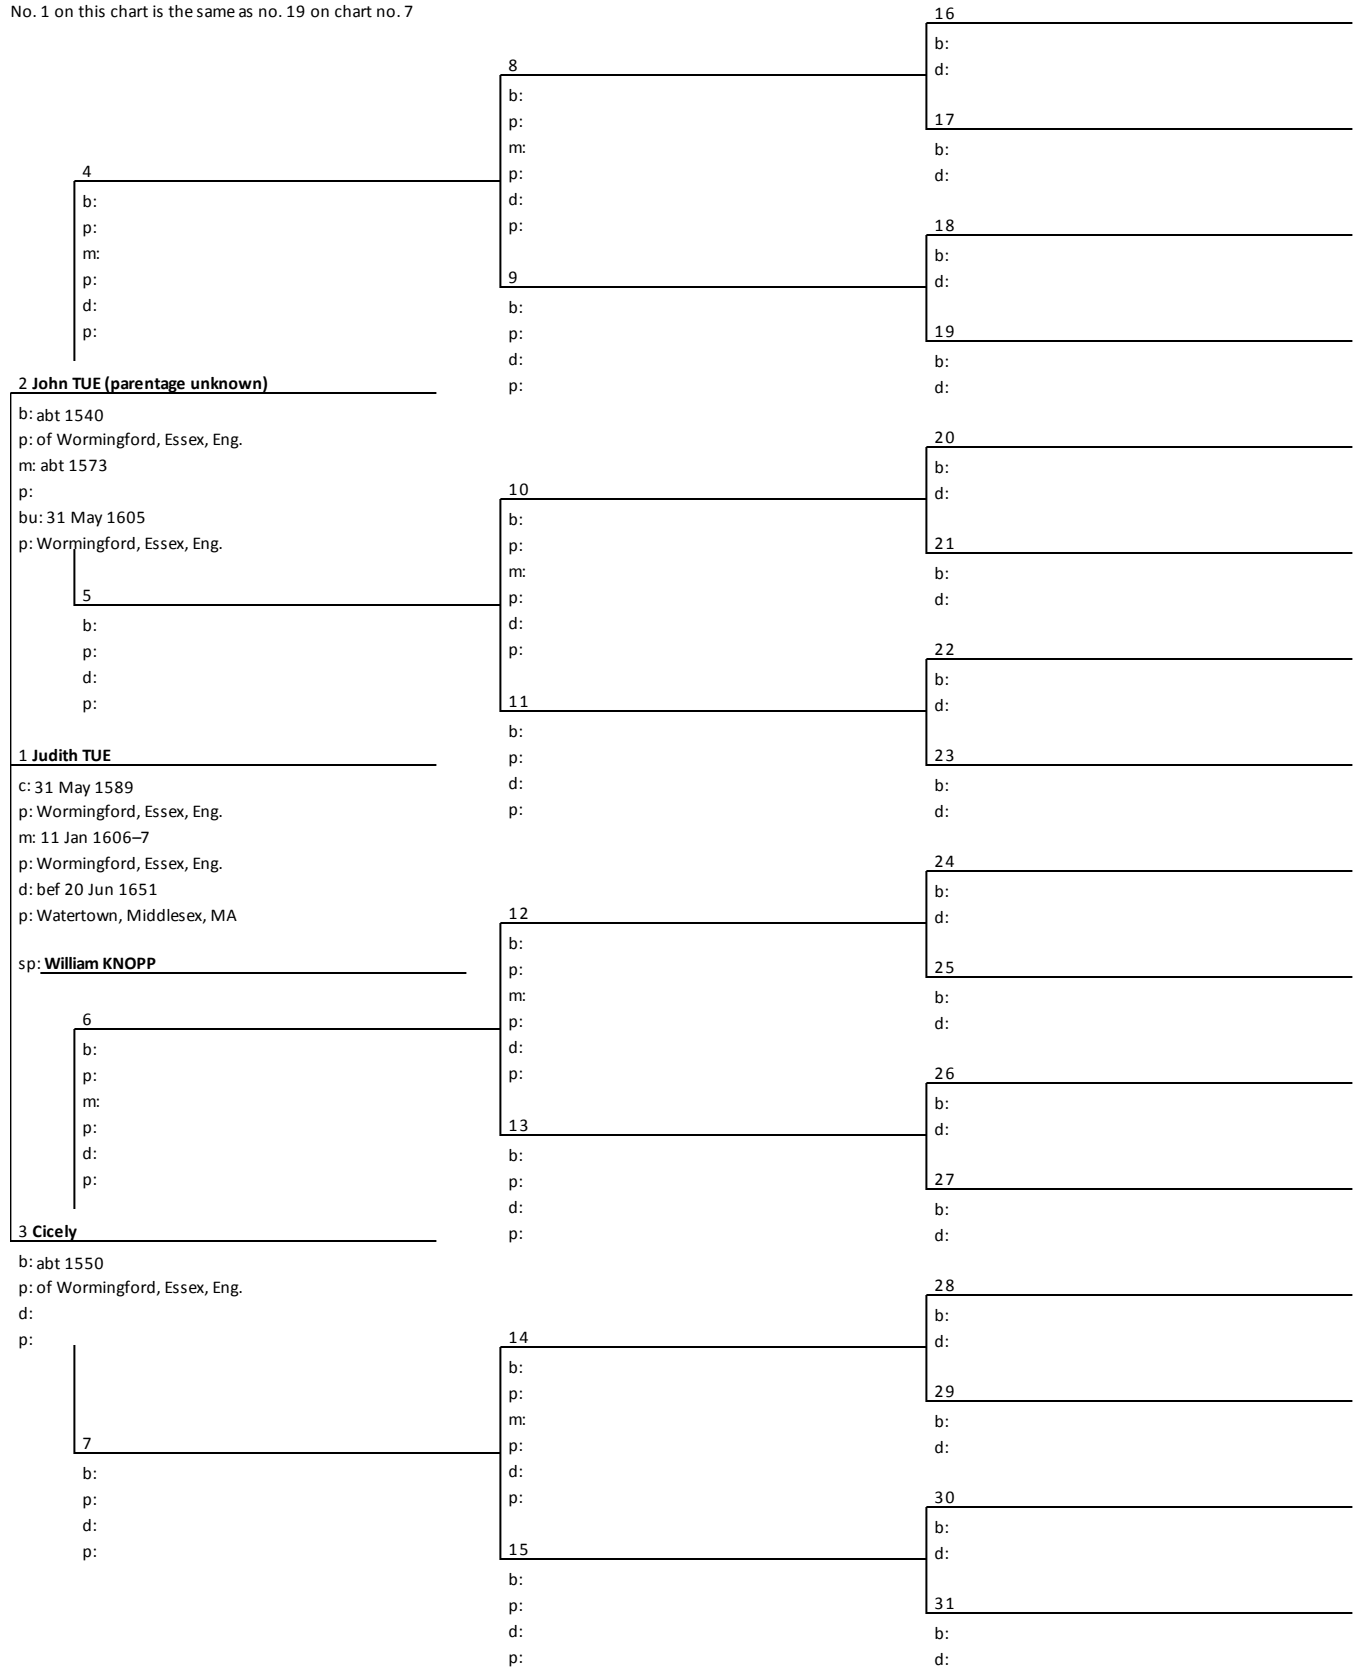 No. 1 on this chart is the same as no. 19 on chart no. 7
4
b:
p:
m:
p:
d:
p:
2 John TUE (parentage unknown)
b: abt 1540
p: of Wormingford, Essex, Eng.
m: abt 1573
p:
bu: 31 May 1605
p: Wormingford, Essex, Eng.
5
b:
p:
d:
p:
1 Judith TUE
c: 31 May 1589
p: Wormingford, Essex, Eng.
m: 11 Jan 1606–7
p: Wormingford, Essex, Eng.
d: bef 20 Jun 1651
p: Watertown, Middlesex, MA
sp: William KNOPP
6
b:
p:
m:
p:
d:
p:
3 Cicely
b: abt 1550
p: of Wormingford, Essex, Eng.
d:
p:
7
b:
p:
d:
p:
8
b:
p:
m:
p:
d:
p:
9
b:
p:
d:
p:
10
b:
p:
m:
p:
d:
p:
11
b:
p:
d:
p:
12
b:
p:
m:
p:
d:
p:
13
b:
p:
d:
p:
14
b:
p:
m:
p:
d:
p:
15
b:
p:
d:
p:
16
b:
d:
17
b:
d:
18
b:
d:
19
b:
d:
20
b:
d:
21
b:
d:
22
b:
d:
23
b:
d:
24
b:
d:
25
b:
d:
26
b:
d:
27
b:
d:
28
b:
d:
29
b:
d:
30
b:
d:
31
b:
d: